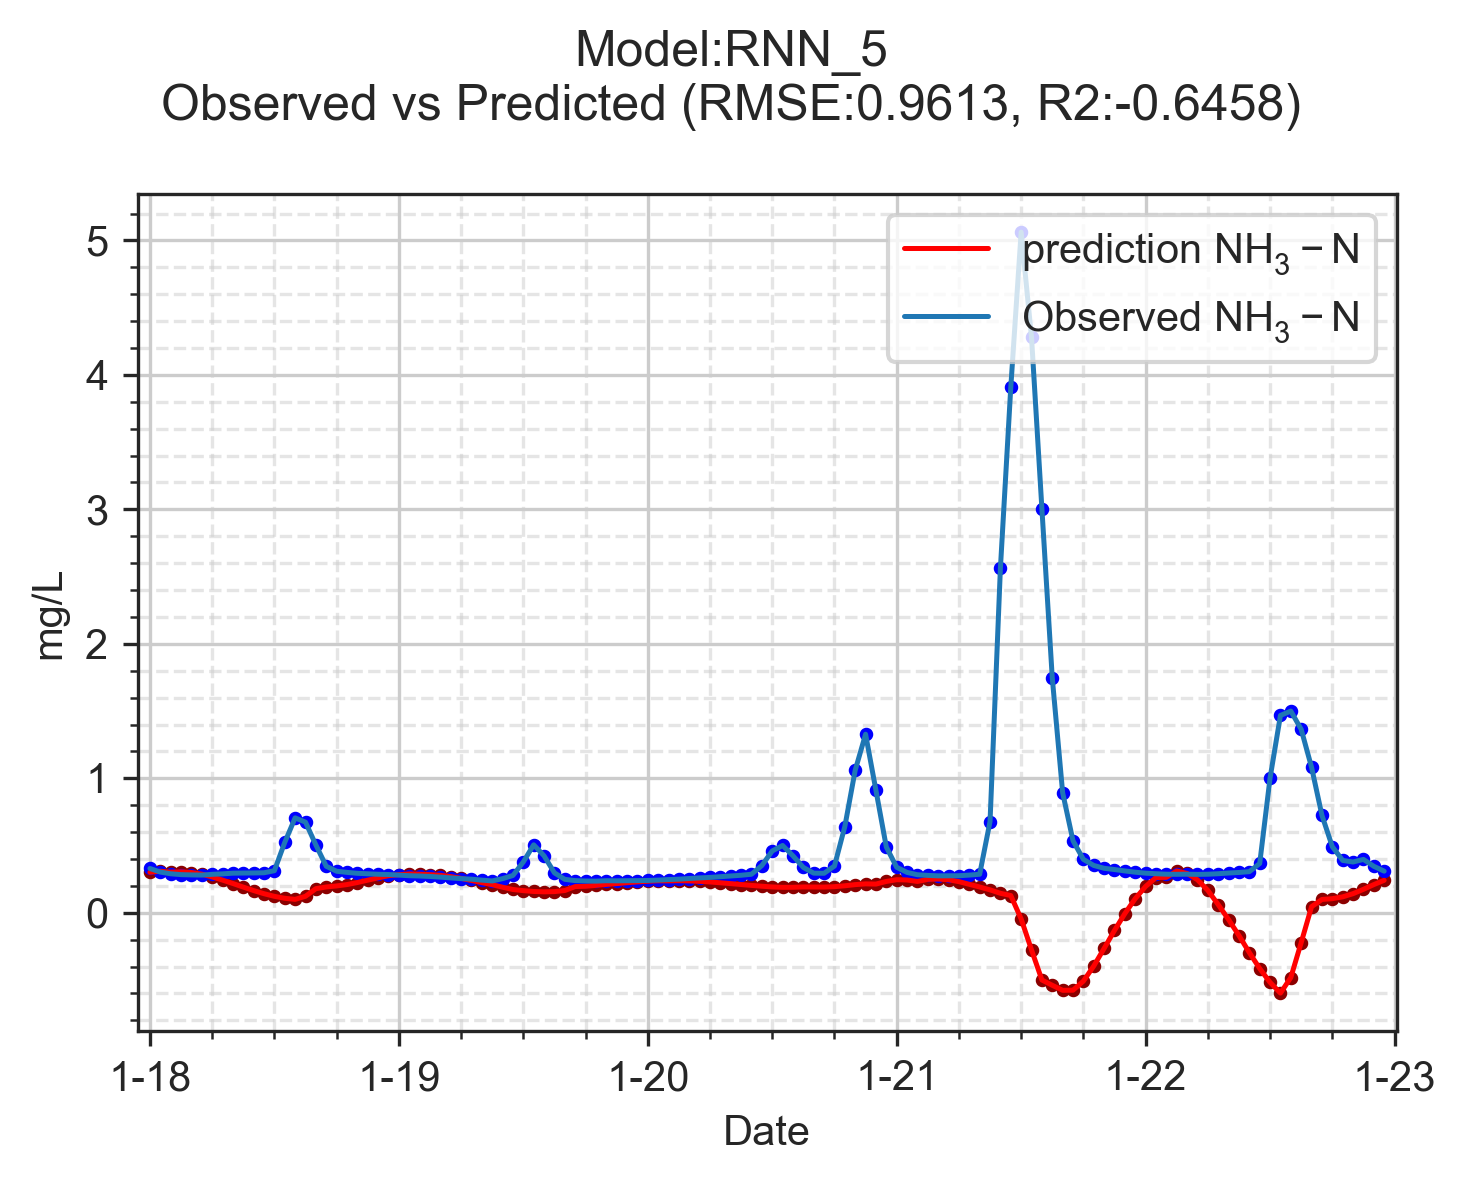 Model:RNN_5
Observed vs Predicted (RMSE:0.9613, R2:-0.6458)
prediction NH₃ − N
Observed NH₃ − N
5
4
3
2
1
0
mg/L
1-18 1-19 1-20 1-21 1-22 1-23
Date